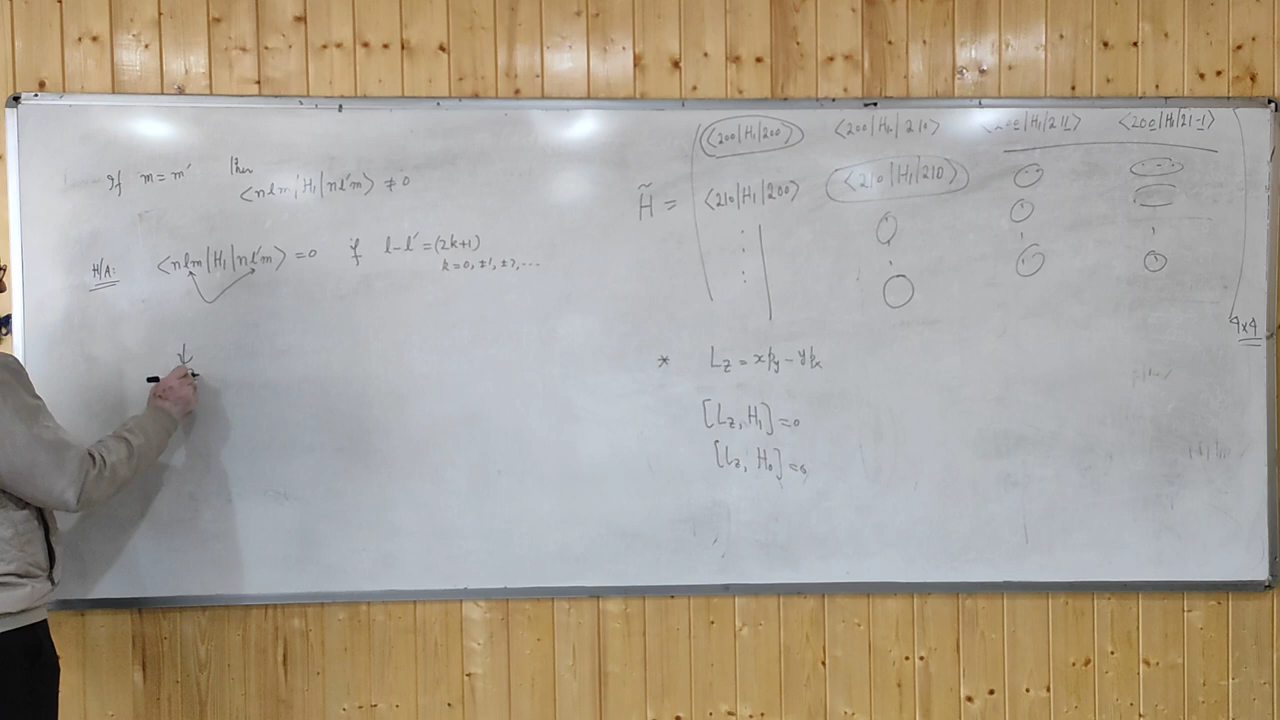 If m = m′ then
⟨nlm′|H₁|nl′m⟩ ≠ 0
H/A: ⟨nlm|H₁|nl′m⟩ = 0 if l − l′ = (2k+1)
k = 0, ±1, ±2, ...
ψ
H̃ =
⟨200|H₁|200⟩ ⟨200|H₁|210⟩ ⟨200|H₁|211⟩ ⟨200|H₁|21-1⟩
⟨210|H₁|200⟩ ⟨210|H₁|210⟩
4×4
* L_z = x p_y − y p_x
[L_z, H₁] = 0
[L_z, H₀] = 0